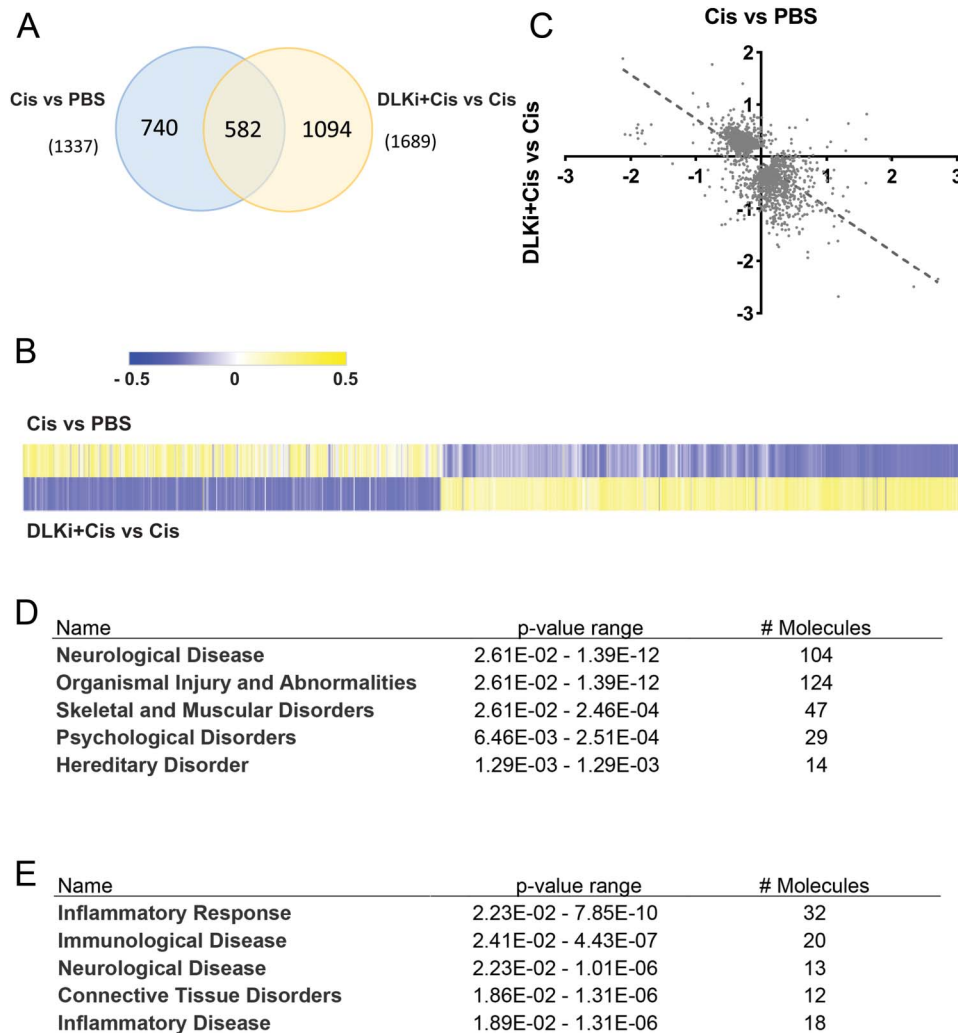 A
Cis vs PBS
(1337)
740
582
1094
DLKi+Cis vs Cis
(1689)
C
Cis vs PBS
DLKi+Cis vs Cis
2
1
0
-1
-2
-3
-3 -2 -1 0 1 2 3
B
- 0.5 0 0.5
Cis vs PBS
DLKi+Cis vs Cis
D
Name p-value range # Molecules
Neurological Disease 2.61E-02 - 1.39E-12 104
Organismal Injury and Abnormalities 2.61E-02 - 1.39E-12 124
Skeletal and Muscular Disorders 2.61E-02 - 2.46E-04 47
Psychological Disorders 6.46E-03 - 2.51E-04 29
Hereditary Disorder 1.29E-03 - 1.29E-03 14
E
Name p-value range # Molecules
Inflammatory Response 2.23E-02 - 7.85E-10 32
Immunological Disease 2.41E-02 - 4.43E-07 20
Neurological Disease 2.23E-02 - 1.01E-06 13
Connective Tissue Disorders 1.86E-02 - 1.31E-06 12
Inflammatory Disease 1.89E-02 - 1.31E-06 18